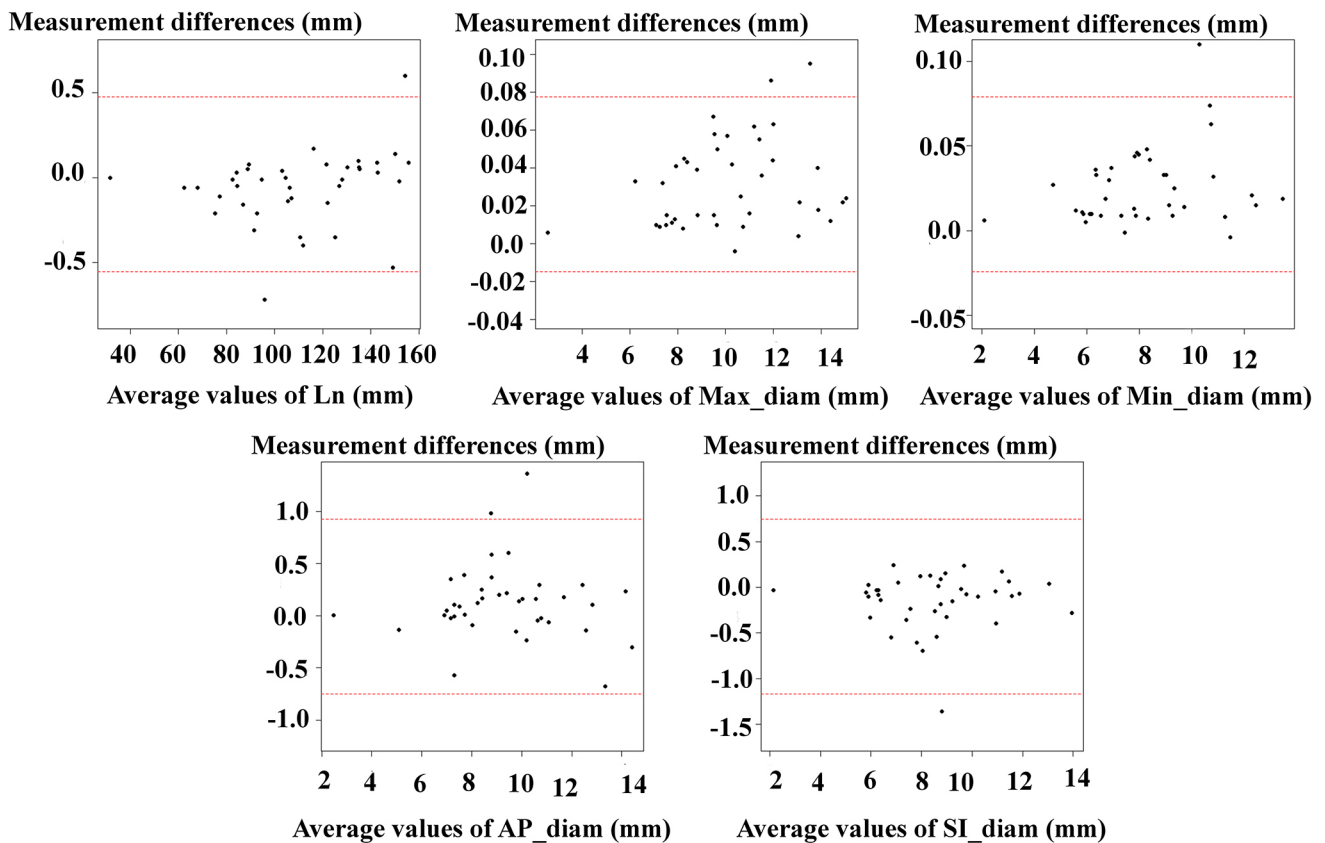 Measurement differences (mm)
0.5
0.0
-0.5
40 60 80 100 120 140 160
Average values of Ln (mm)
Measurement differences (mm)
0.10
0.08
0.06
0.04
0.02
0.0
-0.02
-0.04
4 6 8 10 12 14
Average values of Max_diam (mm)
Measurement differences (mm)
0.10
0.05
0.0
-0.05
2 4 6 8 10 12
Average values of Min_diam (mm)
Measurement differences (mm)
1.0
0.5
0.0
-0.5
-1.0
2 4 6 8 10 12 14
Average values of AP_diam (mm)
Measurement differences (mm)
1.0
0.5
0.0
-0.5
-1.0
-1.5
2 4 6 8 10 12 14
Average values of SI_diam (mm)